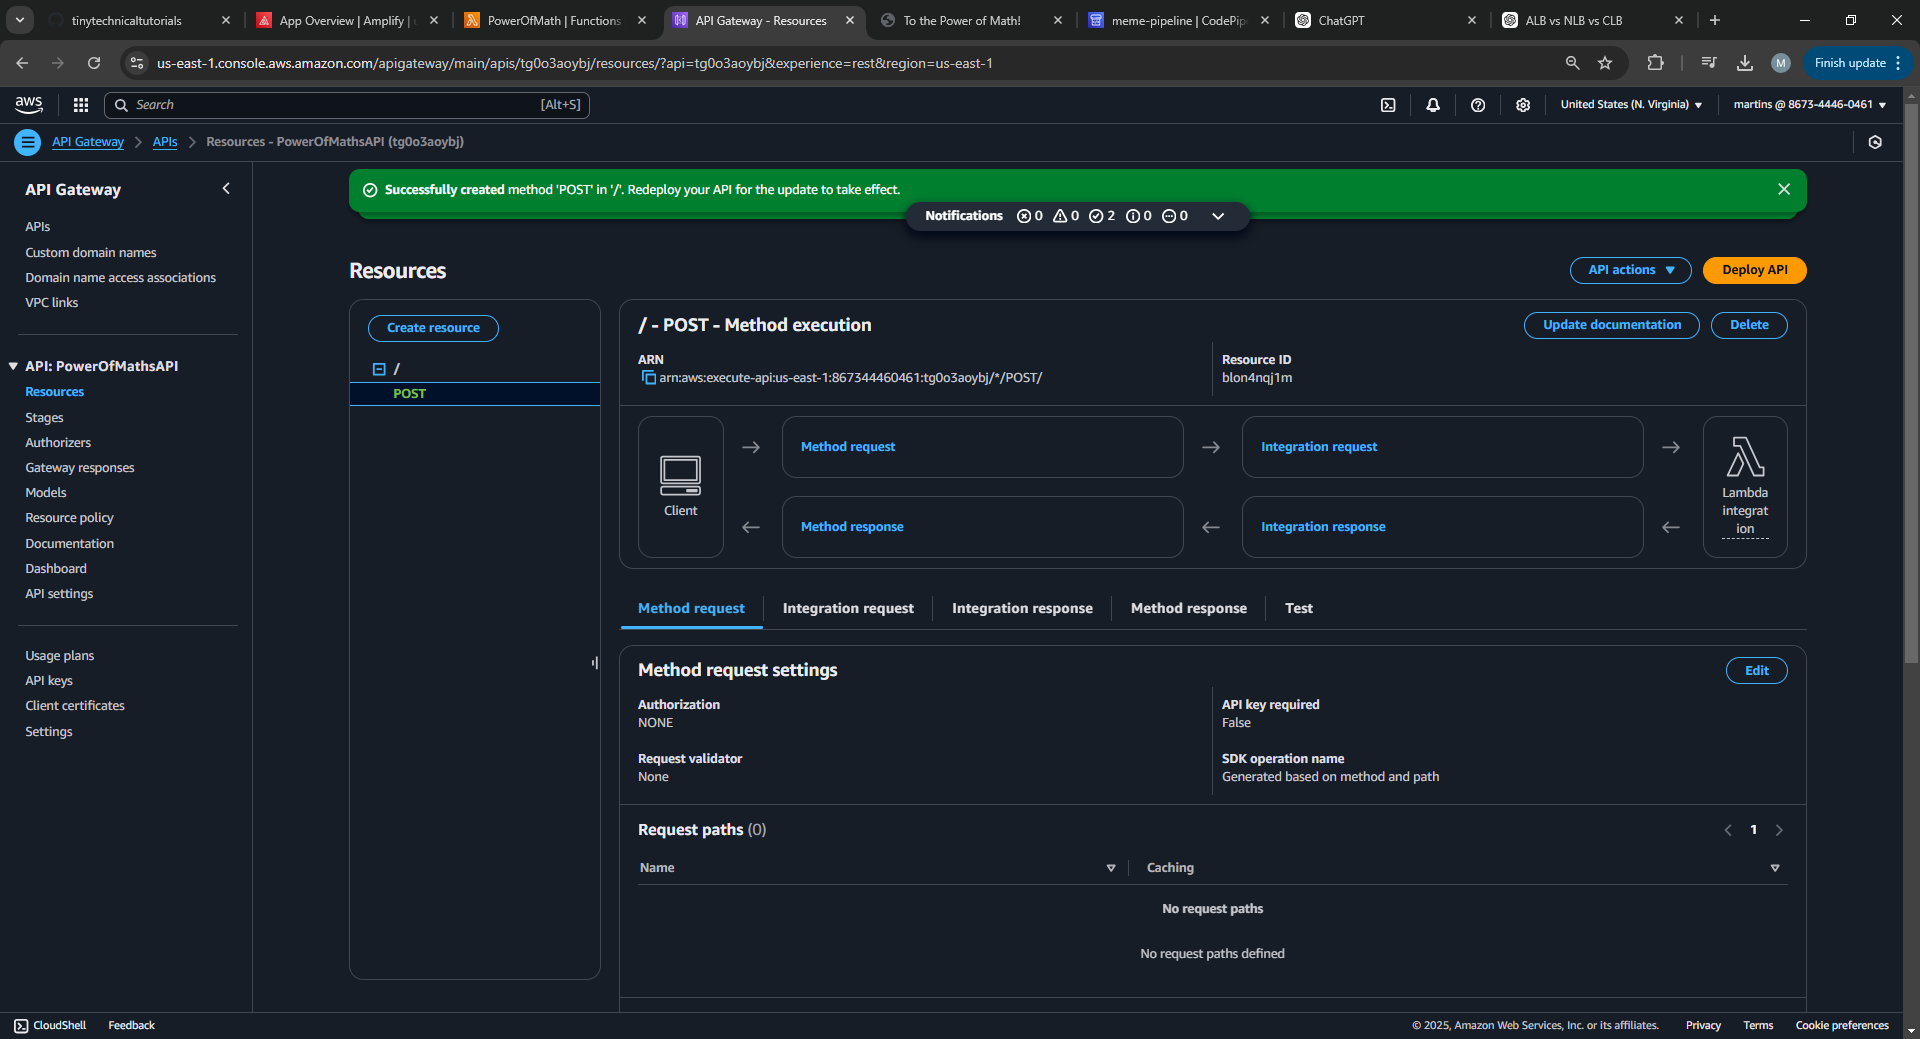 tinytechnicaltutorials
App Overview | Amplify |
PowerOfMath | Functions
API Gateway - Resources
To the Power of Math!
meme-pipeline | CodePip
ChatGPT
ALB vs NLB vs CLB
us-east-1.console.aws.amazon.com/apigateway/main/apis/tg0o3aoybj/resources/?api=tg0o3aoybj&experience=rest&region=us-east-1
M
Finish update
aws
Search
[Alt+S]
United States (N. Virginia)
martins @ 8673-4446-0461
API Gateway
APIs
Resources - PowerOfMathsAPI (tg0o3aoybj)
API Gateway
APIs
Custom domain names
Domain name access associations
VPC links
API: PowerOfMathsAPI
Resources
Stages
Authorizers
Gateway responses
Models
Resource policy
Documentation
Dashboard
API settings
Usage plans
API keys
Client certificates
Settings
Successfully created method 'POST' in '/'. Redeploy your API for the update to take effect.
Notifications 0 0 2 0 0
Resources
API actions
Deploy API
Create resource
/
POST
/ - POST - Method execution
Update documentation
Delete
ARN
arn:aws:execute-api:us-east-1:867344460461:tg0o3aoybj/*/POST/
Resource ID
blon4nqj1m
Client
Method request
Integration request
Method response
Integration response
Lambda
integrat
ion
Method request
Integration request
Integration response
Method response
Test
Method request settings
Edit
Authorization
NONE
API key required
False
Request validator
None
SDK operation name
Generated based on method and path
Request paths (0)
1
Name
Caching
No request paths
No request paths defined
CloudShell
Feedback
© 2025, Amazon Web Services, Inc. or its affiliates.
Privacy
Terms
Cookie preferences